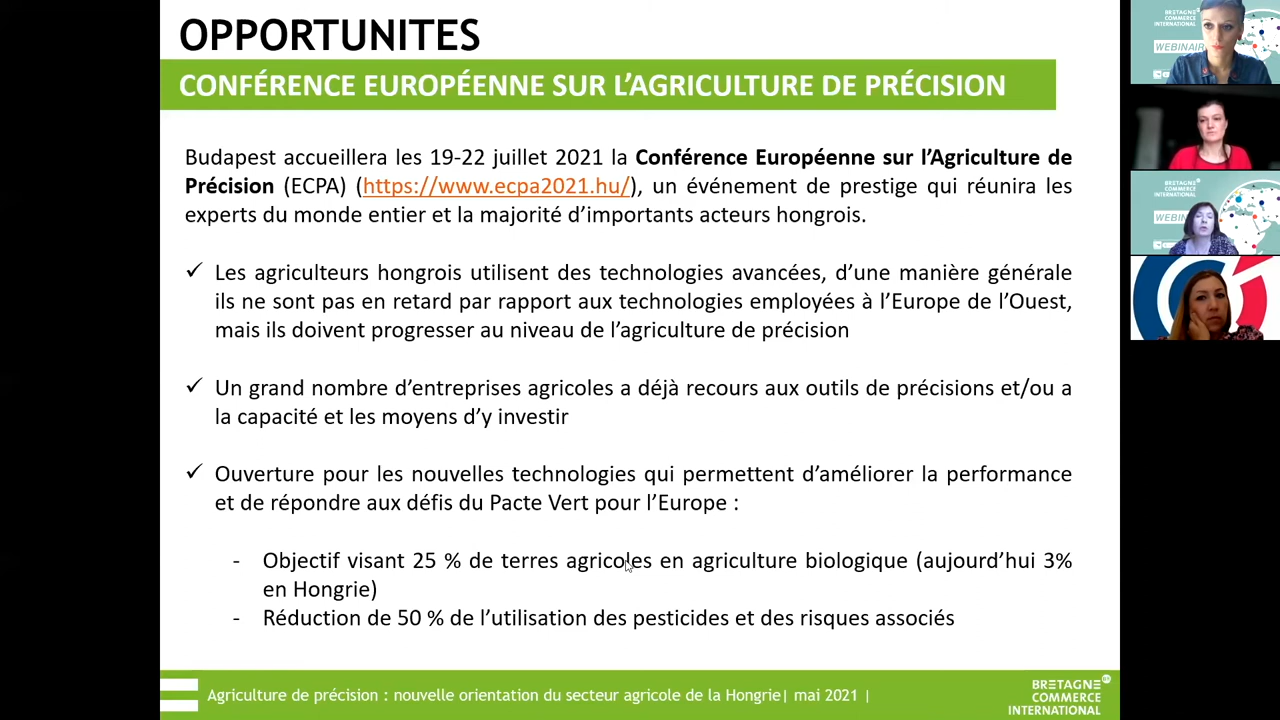 OPPORTUNITES
CONFÉRENCE EUROPÉENNE SUR L'AGRICULTURE DE PRÉCISION
Budapest accueillera les 19-22 juillet 2021 la Conférence Européenne sur l'Agriculture de
Précision (ECPA) (https://www.ecpa2021.hu/), un événement de prestige qui réunira les
experts du monde entier et la majorité d'importants acteurs hongrois.
✓ Les agriculteurs hongrois utilisent des technologies avancées, d'une manière générale
ils ne sont pas en retard par rapport aux technologies employées à l'Europe de l'Ouest,
mais ils doivent progresser au niveau de l'agriculture de précision
✓ Un grand nombre d'entreprises agricoles a déjà recours aux outils de précisions et/ou a
la capacité et les moyens d'y investir
✓ Ouverture pour les nouvelles technologies qui permettent d'améliorer la performance
et de répondre aux défis du Pacte Vert pour l'Europe :
- Objectif visant 25 % de terres agricoles en agriculture biologique (aujourd'hui 3%
en Hongrie)
- Réduction de 50 % de l'utilisation des pesticides et des risques associés
Agriculture de précision : nouvelle orientation du secteur agricole de la Hongrie| mai 2021 |
BRETAGNE
COMMERCE
INTERNATIONAL
BRETAGNE
COMMERCE
INTERNATIONAL
WEBINAIR
BRETAGNE
COMMERCE
INTERNATIONAL
WEBIN